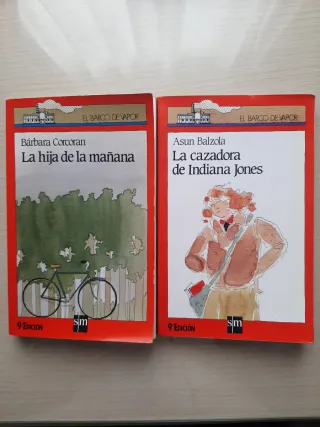 EL BARCO DE VAPOR
Bárbara Corcoran
La hija de la mañana
9ª EDICIÓN
sm
EL BARCO DE VAPOR
Asun Balzola
La cazadora
de Indiana Jones
9ª EDICIÓN
sm